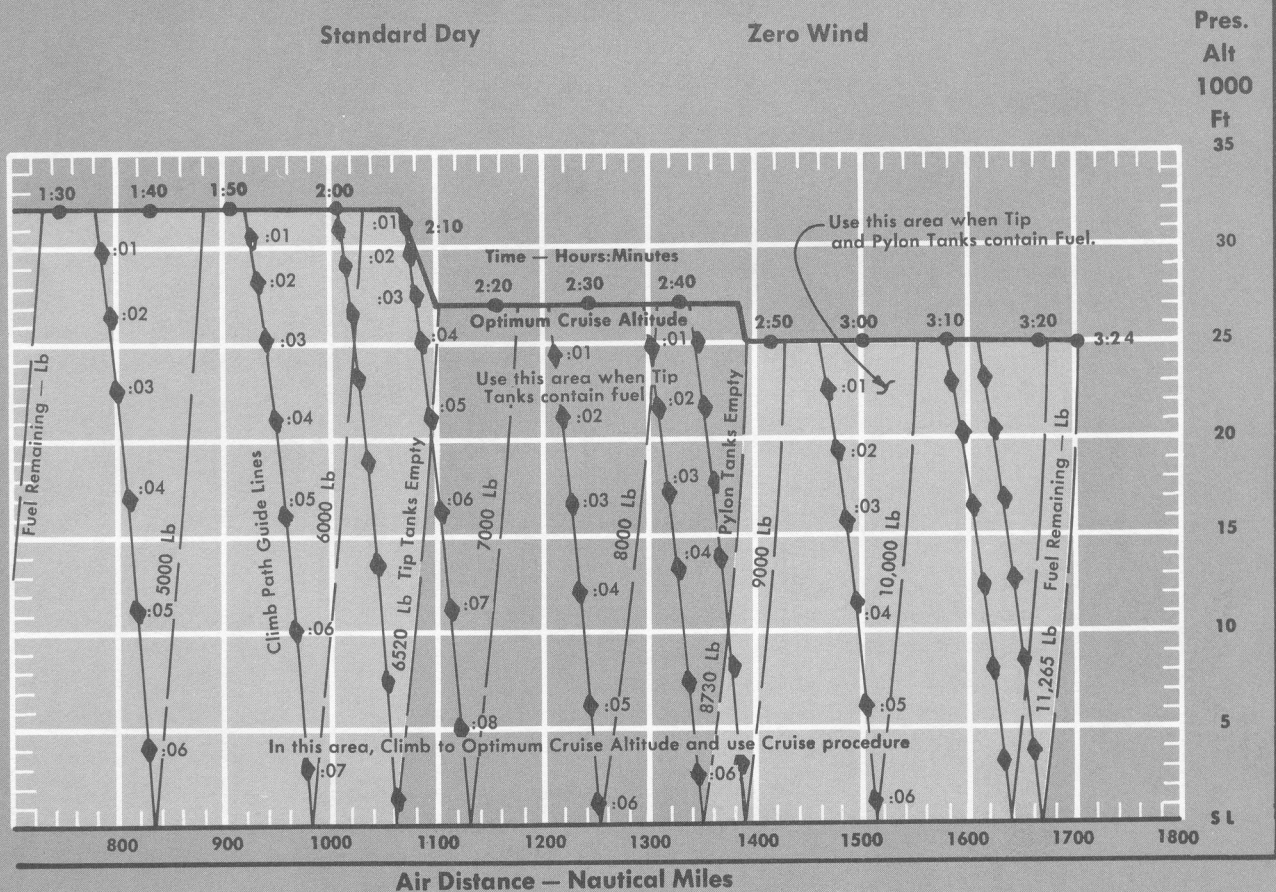 Standard Day
Zero Wind
Pres.
Alt
1000
Ft
35
30
25
20
15
10
5
S L
1:30
1:40
1:50
2:00
2:10
Time — Hours:Minutes
2:20
2:30
2:40
2:50
3:00
3:10
3:20
3:24
Use this area when Tip
and Pylon Tanks contain Fuel.
Optimum Cruise Altitude
Use this area when Tip
Tanks contain fuel
Fuel Remaining — Lb
:01
:02
:03
:04
:05
:06
5000 Lb
Climb Path Guide Lines
:01
:02
:03
:04
:05
:06
:07
6000 Lb
:01
:02
:03
:04
:05
:06
:07
:08
6520 Lb Tip Tanks Empty
7000 Lb
:01
:02
:03
:04
:05
:06
8000 Lb
:01
:02
:03
:04
:06
8730 Lb Pylon Tanks Empty
9000 Lb
:01
:02
:03
:04
:05
:06
10,000 Lb
11,265 Lb Fuel Remaining — Lb
In this area, Climb to Optimum Cruise Altitude and use Cruise procedure
800
900
1000
1100
1200
1300
1400
1500
1600
1700
1800
Air Distance — Nautical Miles